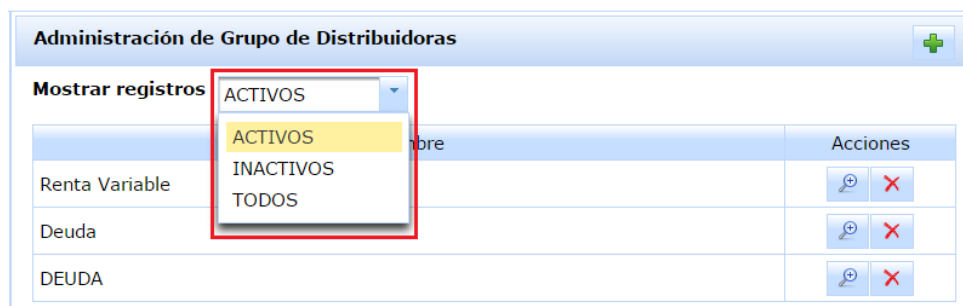 Administración de Grupo de Distribuidoras
Mostrar registros ACTIVOS
ACTIVOS
INACTIVOS
TODOS
Acciones
Renta Variable
Deuda
DEUDA